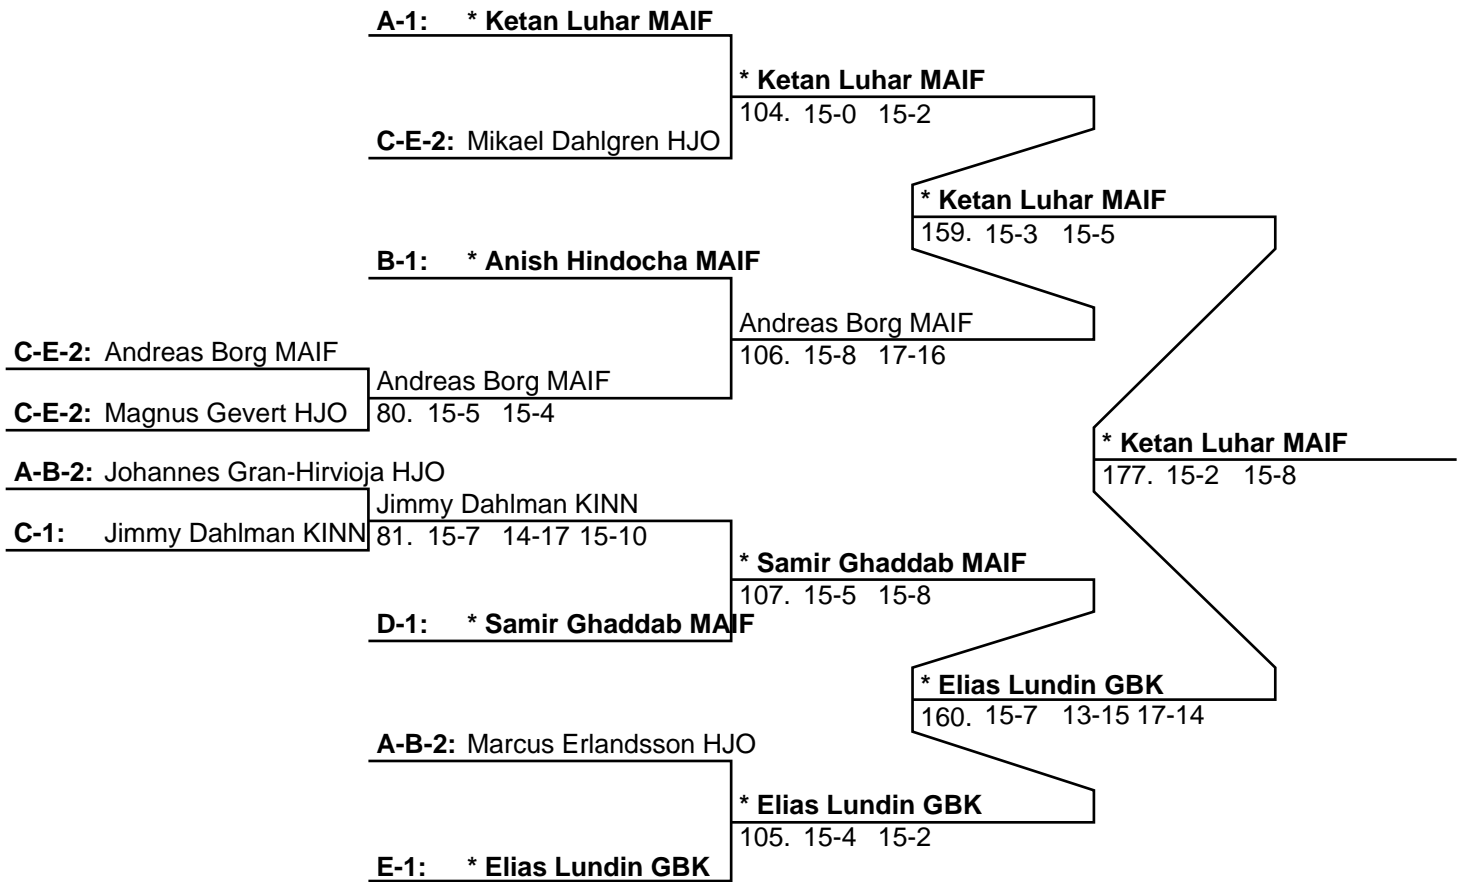 A-1: * Ketan Luhar MAIF
* Ketan Luhar MAIF
104. 15-0 15-2
C-E-2: Mikael Dahlgren HJO
* Ketan Luhar MAIF
159. 15-3 15-5
B-1: * Anish Hindocha MAIF
Andreas Borg MAIF
106. 15-8 17-16
C-E-2: Andreas Borg MAIF
Andreas Borg MAIF
80. 15-5 15-4
C-E-2: Magnus Gevert HJO
* Ketan Luhar MAIF
177. 15-2 15-8
A-B-2: Johannes Gran-Hirvioja HJO
Jimmy Dahlman KINN
81. 15-7 14-17 15-10
C-1: Jimmy Dahlman KINN
* Samir Ghaddab MAIF
107. 15-5 15-8
D-1: * Samir Ghaddab MAIF
* Elias Lundin GBK
160. 15-7 13-15 17-14
A-B-2: Marcus Erlandsson HJO
* Elias Lundin GBK
105. 15-4 15-2
E-1: * Elias Lundin GBK